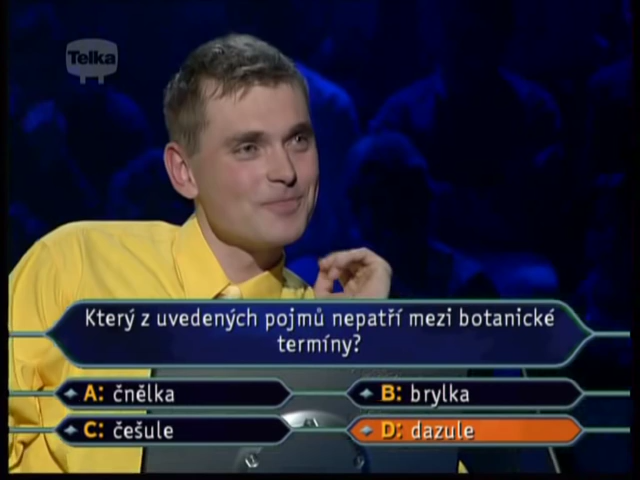 Telka
Který z uvedených pojmů nepatří mezi botanické
termíny?
A: čnělka
B: brylka
C: češule
D: dazule